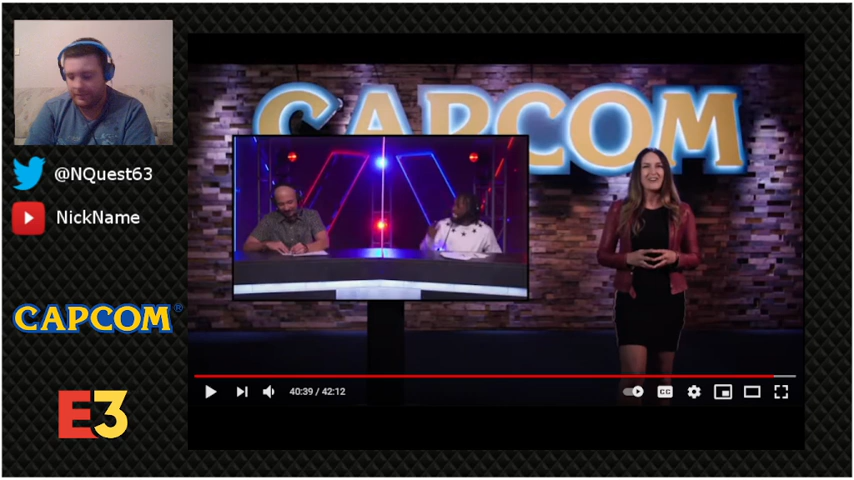 CAPCOM
@NQuest63
NickName
CAPCOM®
E3
40:39 / 42:12
CC